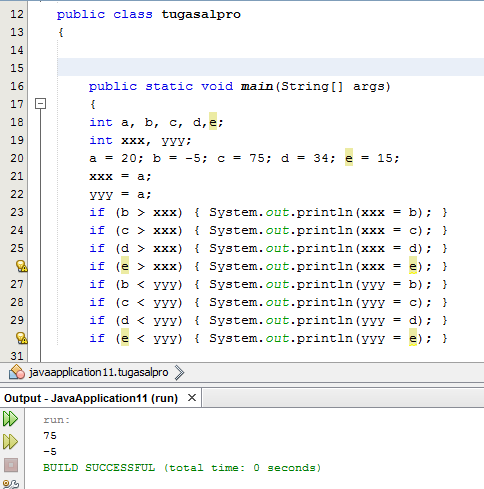 12 public class tugasalpro
13 {
14
15
16 public static void main(String[] args)
17 {
18 int a, b, c, d,e;
19 int xxx, yyy;
20 a = 20; b = -5; c = 75; d = 34; e = 15;
21 xxx = a;
22 yyy = a;
23 if (b > xxx) { System.out.println(xxx = b); }
24 if (c > xxx) { System.out.println(xxx = c); }
25 if (d > xxx) { System.out.println(xxx = d); }
if (e > xxx) { System.out.println(xxx = e); }
27 if (b < yyy) { System.out.println(yyy = b); }
28 if (c < yyy) { System.out.println(yyy = c); }
29 if (d < yyy) { System.out.println(yyy = d); }
if (e < yyy) { System.out.println(yyy = e); }
31
javaapplication11.tugasalpro
Output - JavaApplication11 (run)
run:
75
-5
BUILD SUCCESSFUL (total time: 0 seconds)